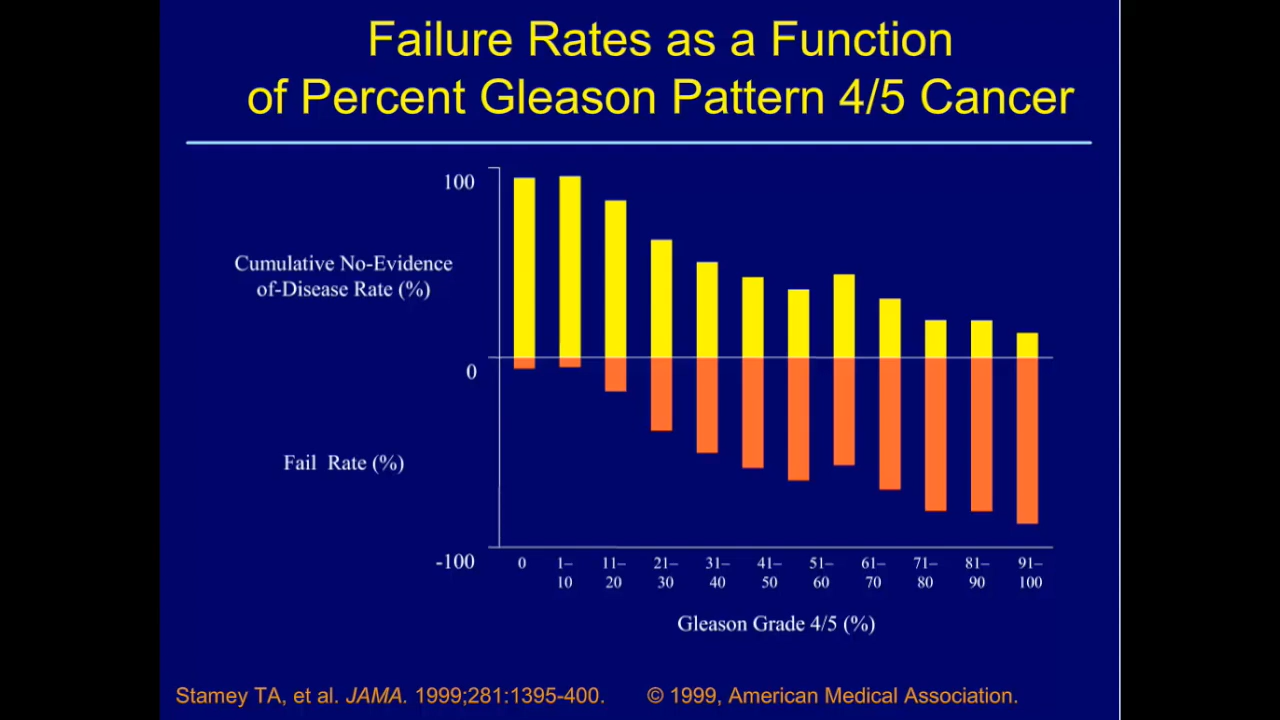 Failure Rates as a Function
of Percent Gleason Pattern 4/5 Cancer
100
Cumulative No-Evidence
of-Disease Rate (%)
0
Fail Rate (%)
-100
0 1– 11– 21– 31– 41– 51– 61– 71– 81– 91–
10 20 30 40 50 60 70 80 90 100
Gleason Grade 4/5 (%)
Stamey TA, et al. JAMA. 1999;281:1395-400. © 1999, American Medical Association.